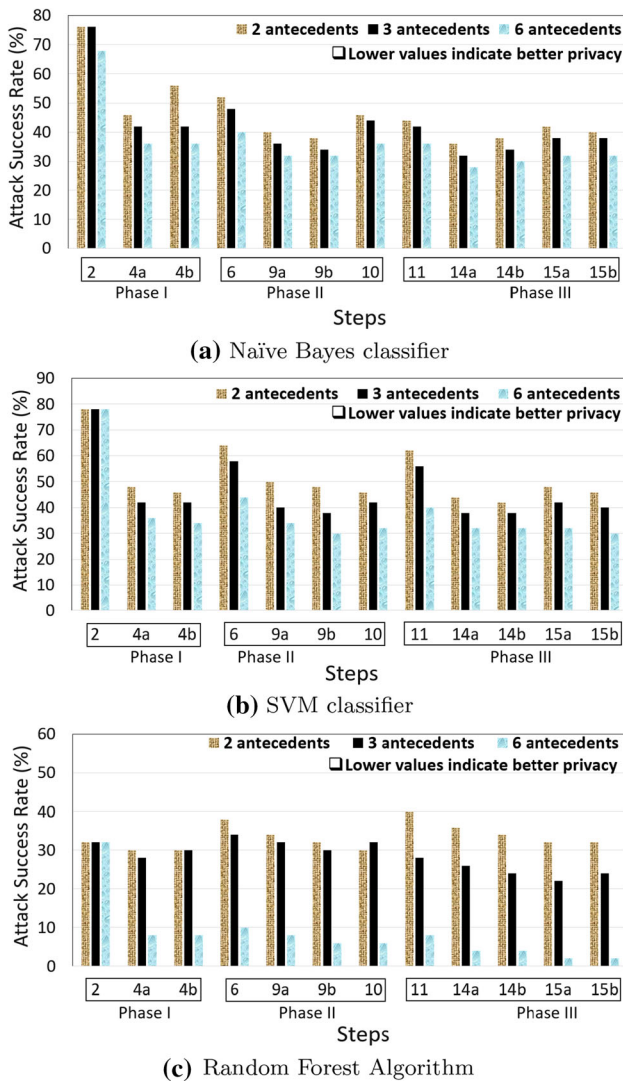 80
2 antecedents 3 antecedents 6 antecedents
70
Lower values indicate better privacy
60
50
40
30
20
10
0
Attack Success Rate (%)
2 4a 4b 6 9a 9b 10 11 14a 14b 15a 15b
Phase I Phase II Phase III
Steps
(a) Naïve Bayes classifier
90
2 antecedents 3 antecedents 6 antecedents
80
Lower values indicate better privacy
70
60
50
40
30
20
10
0
Attack Success Rate (%)
2 4a 4b 6 9a 9b 10 11 14a 14b 15a 15b
Phase I Phase II Phase III
Steps
(b) SVM classifier
60
2 antecedents 3 antecedents 6 antecedents
Lower values indicate better privacy
50
40
30
20
10
0
Attack Success Rate (%)
2 4a 4b 6 9a 9b 10 11 14a 14b 15a 15b
Phase I Phase II Phase III
Steps
(c) Random Forest Algorithm